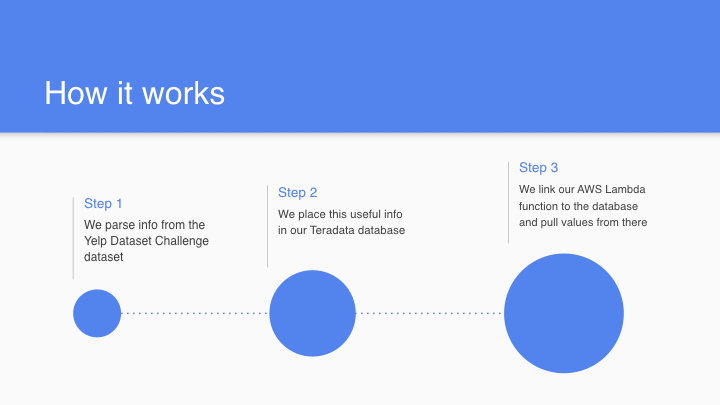 How it works
Step 1
We parse info from the
Yelp Dataset Challenge
dataset
Step 2
We place this useful info
in our Teradata database
Step 3
We link our AWS Lambda
function to the database
and pull values from there